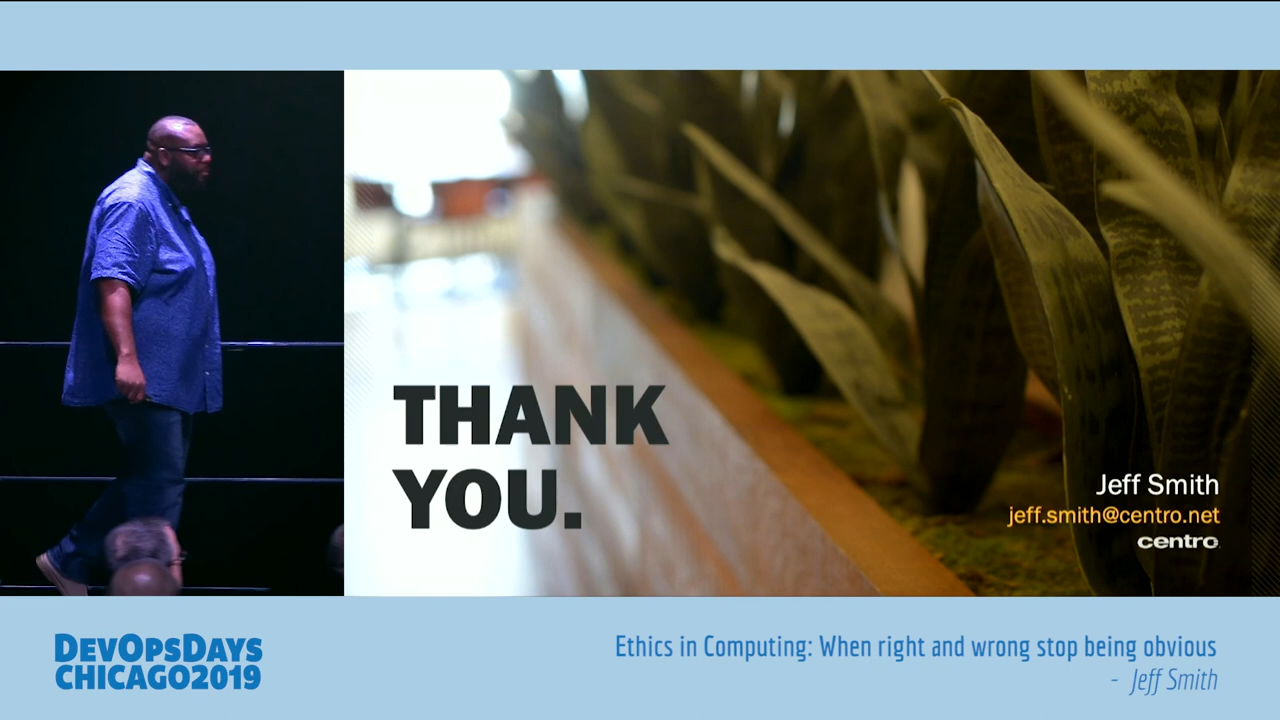 THANK
YOU.
Jeff Smith
jeff.smith@centro.net
centro
DEVOPSDAYS
CHICAGO2019
Ethics in Computing: When right and wrong stop being obvious
- Jeff Smith